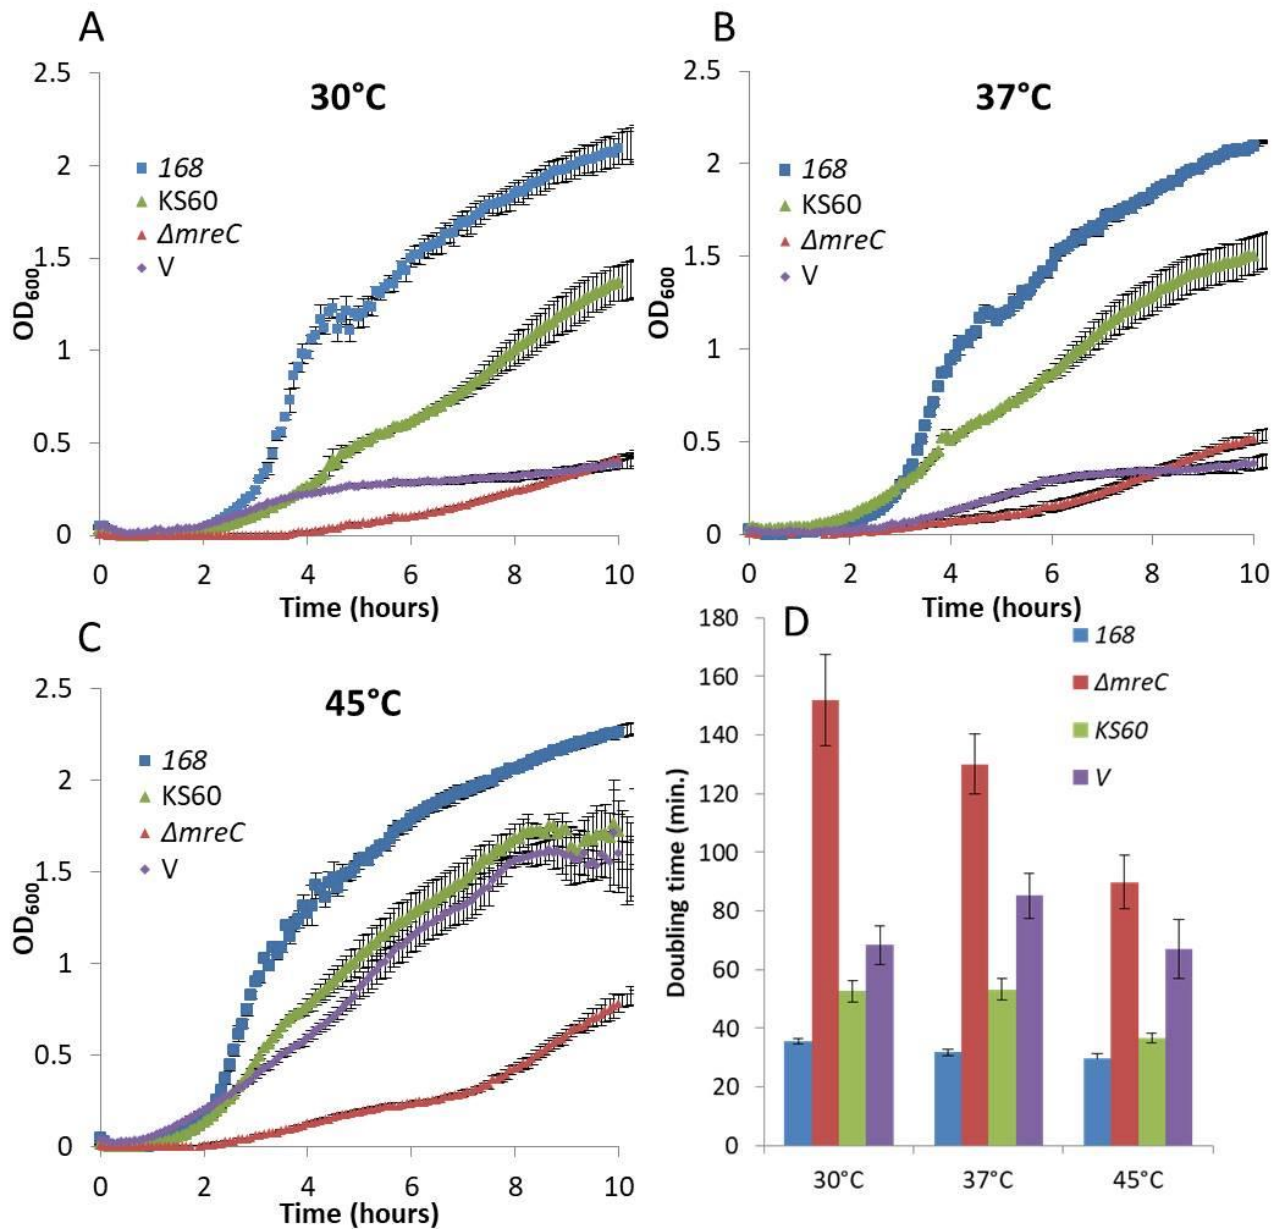 A
30°C
2.5
2
1.5
1
0.5
0
OD600
168
KS60
ΔmreC
V
0 2 4 6 8 10
Time (hours)
B
37°C
2.5
2
1.5
1
0.5
0
OD600
168
KS60
ΔmreC
V
0 2 4 6 8 10
Time (hours)
C
45°C
2.5
2
1.5
1
0.5
0
OD600
168
KS60
ΔmreC
V
0 2 4 6 8 10
Time (hours)
D
180
160
140
120
100
80
60
40
20
0
Doubling time (min.)
168
ΔmreC
KS60
V
30°C 37°C 45°C